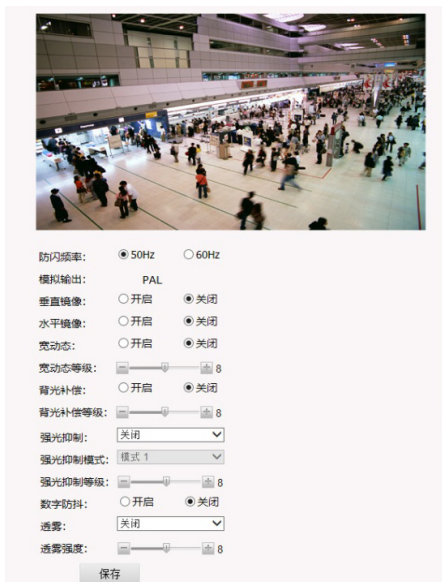 防闪频率： 50Hz 60Hz
模拟输出： PAL
垂直镜像： 开启 关闭
水平镜像： 开启 关闭
宽动态： 开启 关闭
宽动态等级： 8
背光补偿： 开启 关闭
背光补偿等级： 8
强光抑制： 关闭
强光抑制模式： 模式 1
强光抑制等级： 8
数字防抖： 开启 关闭
透雾： 关闭
透雾强度： 8
保存